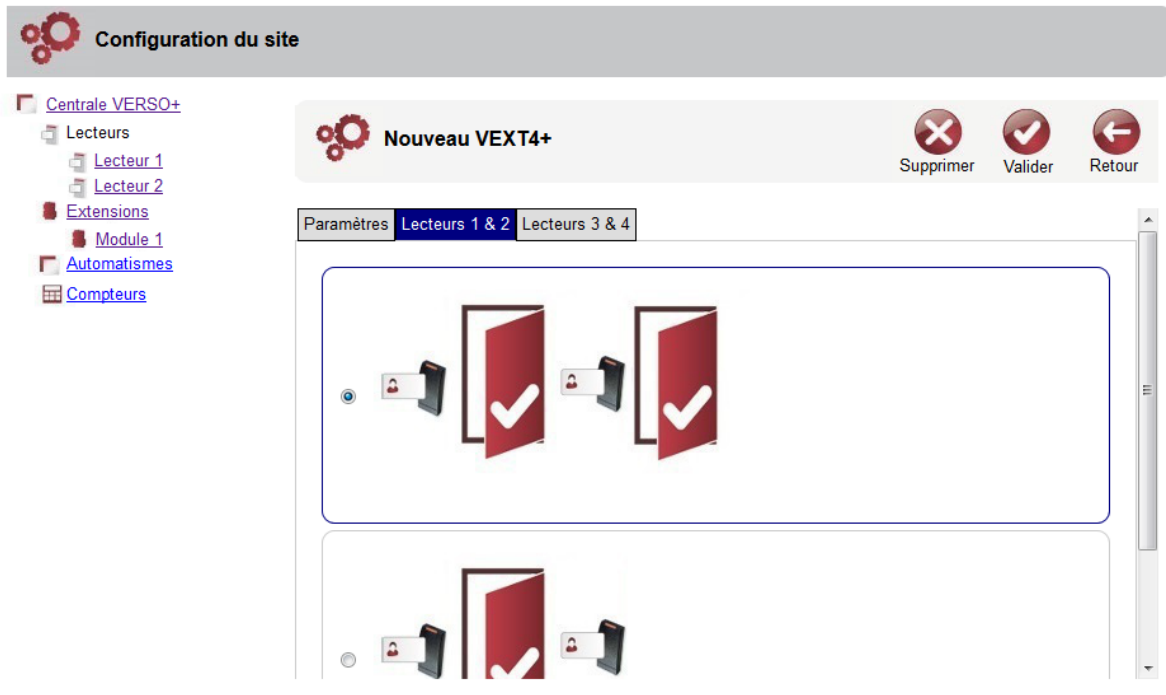 Configuration du site
Centrale VERSO+
Lecteurs
Lecteur 1
Lecteur 2
Extensions
Module 1
Automatismes
Compteurs
Nouveau VEXT4+
Supprimer Valider Retour
Paramètres Lecteurs 1 & 2 Lecteurs 3 & 4